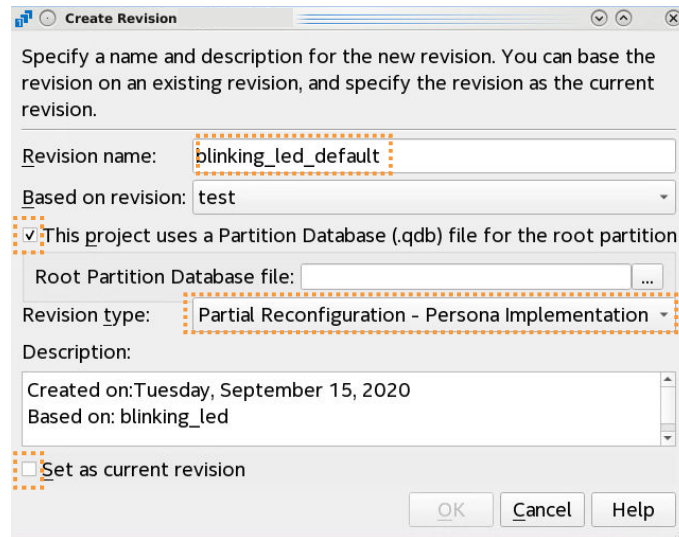 Create Revision
Specify a name and description for the new revision. You can base the
revision on an existing revision, and specify the revision as the current
revision.
Revision name: blinking_led_default
Based on revision: test
This project uses a Partition Database (.qdb) file for the root partition
Root Partition Database file: ...
Revision type: Partial Reconfiguration - Persona Implementation
Description:
Created on:Tuesday, September 15, 2020
Based on: blinking_led
Set as current revision
OK Cancel Help